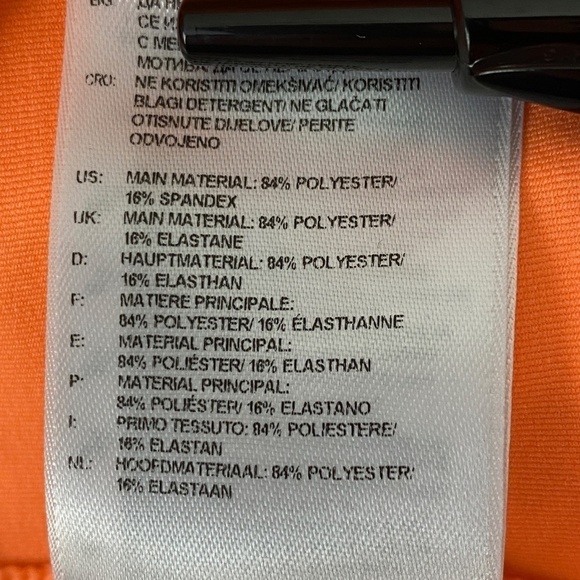 BG:
СЕ
С МЕ
МОТИВА
CRO: NE KORISTITI OMEKŠIVAČ/ KORISTITI
BLAGI DETERGENT/ NE GLAČATI
OTISNUTE DIJELOVE/ PERITE
ODVOJENO
US: MAIN MATERIAL: 84% POLYESTER/
16% SPANDEX
UK: MAIN MATERIAL: 84% POLYESTER/
16% ELASTANE
D: HAUPTMATERIAL: 84% POLYESTER/
16% ELASTHAN
F: MATIERE PRINCIPALE:
84% POLYESTER/ 16% ÉLASTHANNE
E: MATERIAL PRINCIPAL:
84% POLIÉSTER/ 16% ELASTHAN
P: MATERIAL PRINCIPAL:
84% POLIÉSTER/ 16% ELASTANO
I: PRIMO TESSUTO: 84% POLIESTERE/
16% ELASTAN
NL: HOOFDMATERIAAL: 84% POLYESTER/
16% ELASTAAN